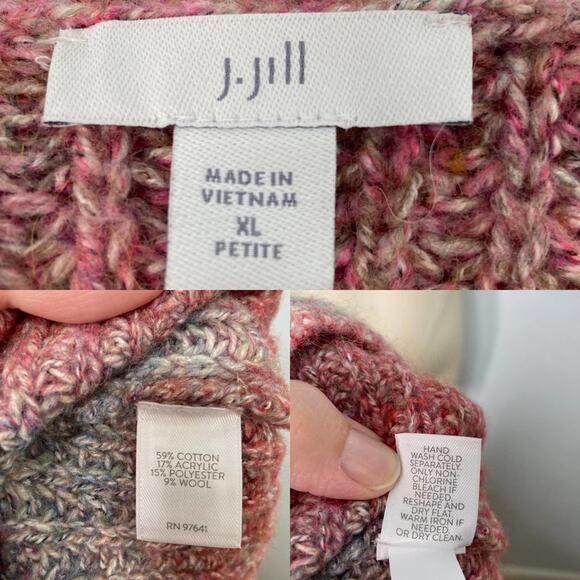 J.Jill
MADE IN
VIETNAM
XL
PETITE
59% COTTON
17% ACRYLIC
15% POLYESTER
9% WOOL
RN 97641
HAND
WASH COLD
SEPARATELY.
ONLY NON-
CHLORINE
BLEACH IF
NEEDED.
RESHAPE AND
DRY FLAT.
WARM IRON IF
NEEDED.
OR DRY CLEAN.